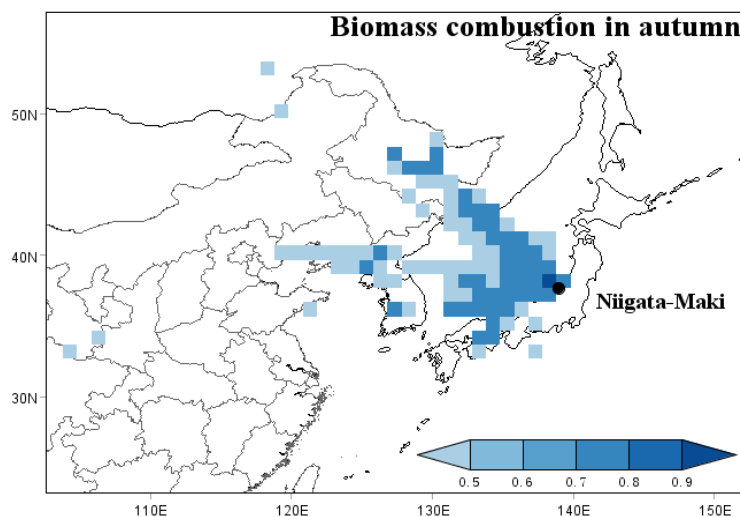 Biomass combustion in autumn
50N
40N
Niigata-Maki
30N
0.5 0.6 0.7 0.8 0.9
110E 120E 130E 140E 150E